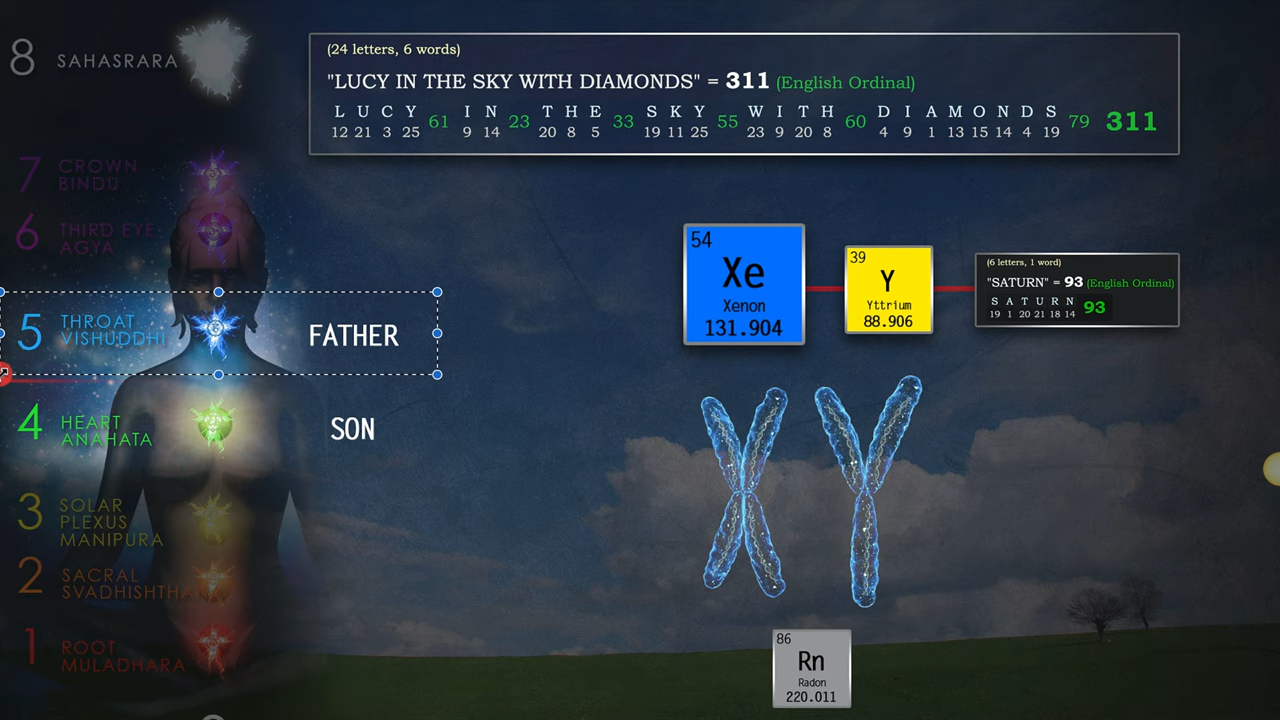 8 SAHASRARA
(24 letters, 6 words)
"LUCY IN THE SKY WITH DIAMONDS" = 311 (English Ordinal)
L U C Y I N T H E S K Y W I T H D I A M O N D S
12 21 3 25 61 9 14 23 20 8 5 33 19 11 25 55 23 9 20 8 60 4 9 1 13 15 14 4 19 79 311
7 CROWN
BINDU
6 THIRD EYE
AGYA
5 THROAT
VISHUDDHI
FATHER
4 HEART
ANAHATA
SON
3 SOLAR
PLEXUS
MANIPURA
2 SACRAL
SVADHISHTHANA
1 ROOT
MULADHARA
54
Xe
Xenon
131.904
39
Y
Yttrium
88.906
(6 letters, 1 word)
"SATURN" = 93 (English Ordinal)
S A T U R N
19 1 20 21 18 14 93
86
Rn
Radon
220.011